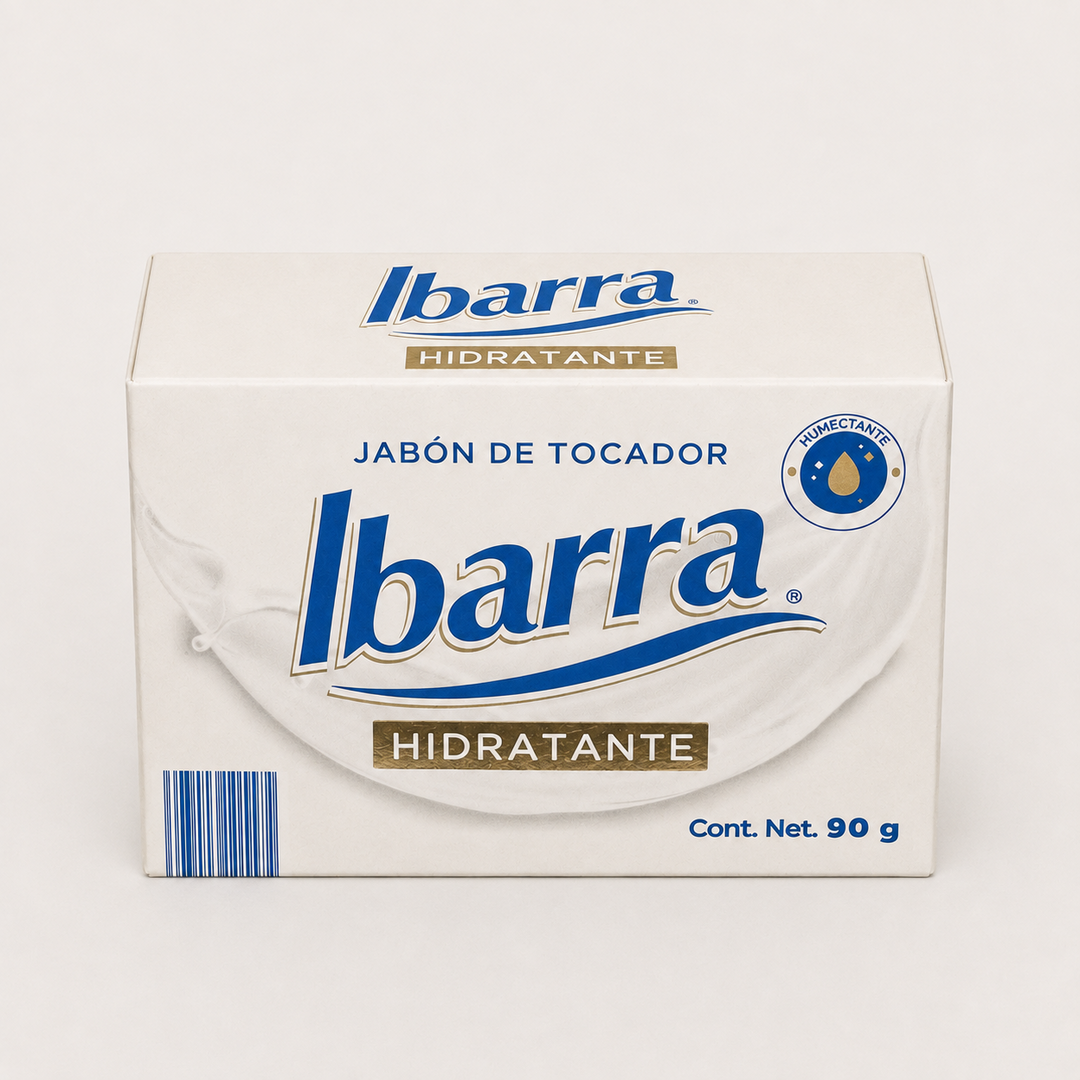 Ibarra ®
HIDRATANTE
JABÓN DE TOCADOR
HUMECTANTE
Ibarra ®
HIDRATANTE
Cont. Net. 90 g